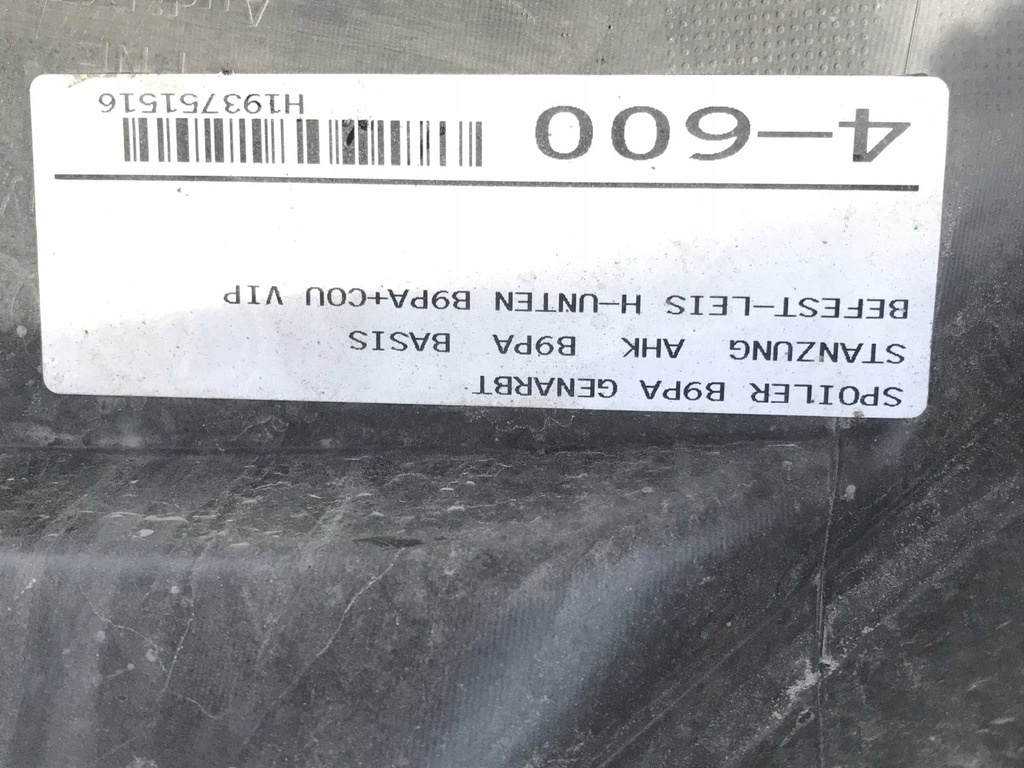 SPOILER B9PA GENARBT
STANZUNG AHK B9PA BASIS
BEFEST-LEIS H-UNTEN B9PA+COU VIP
4-600
H193751516